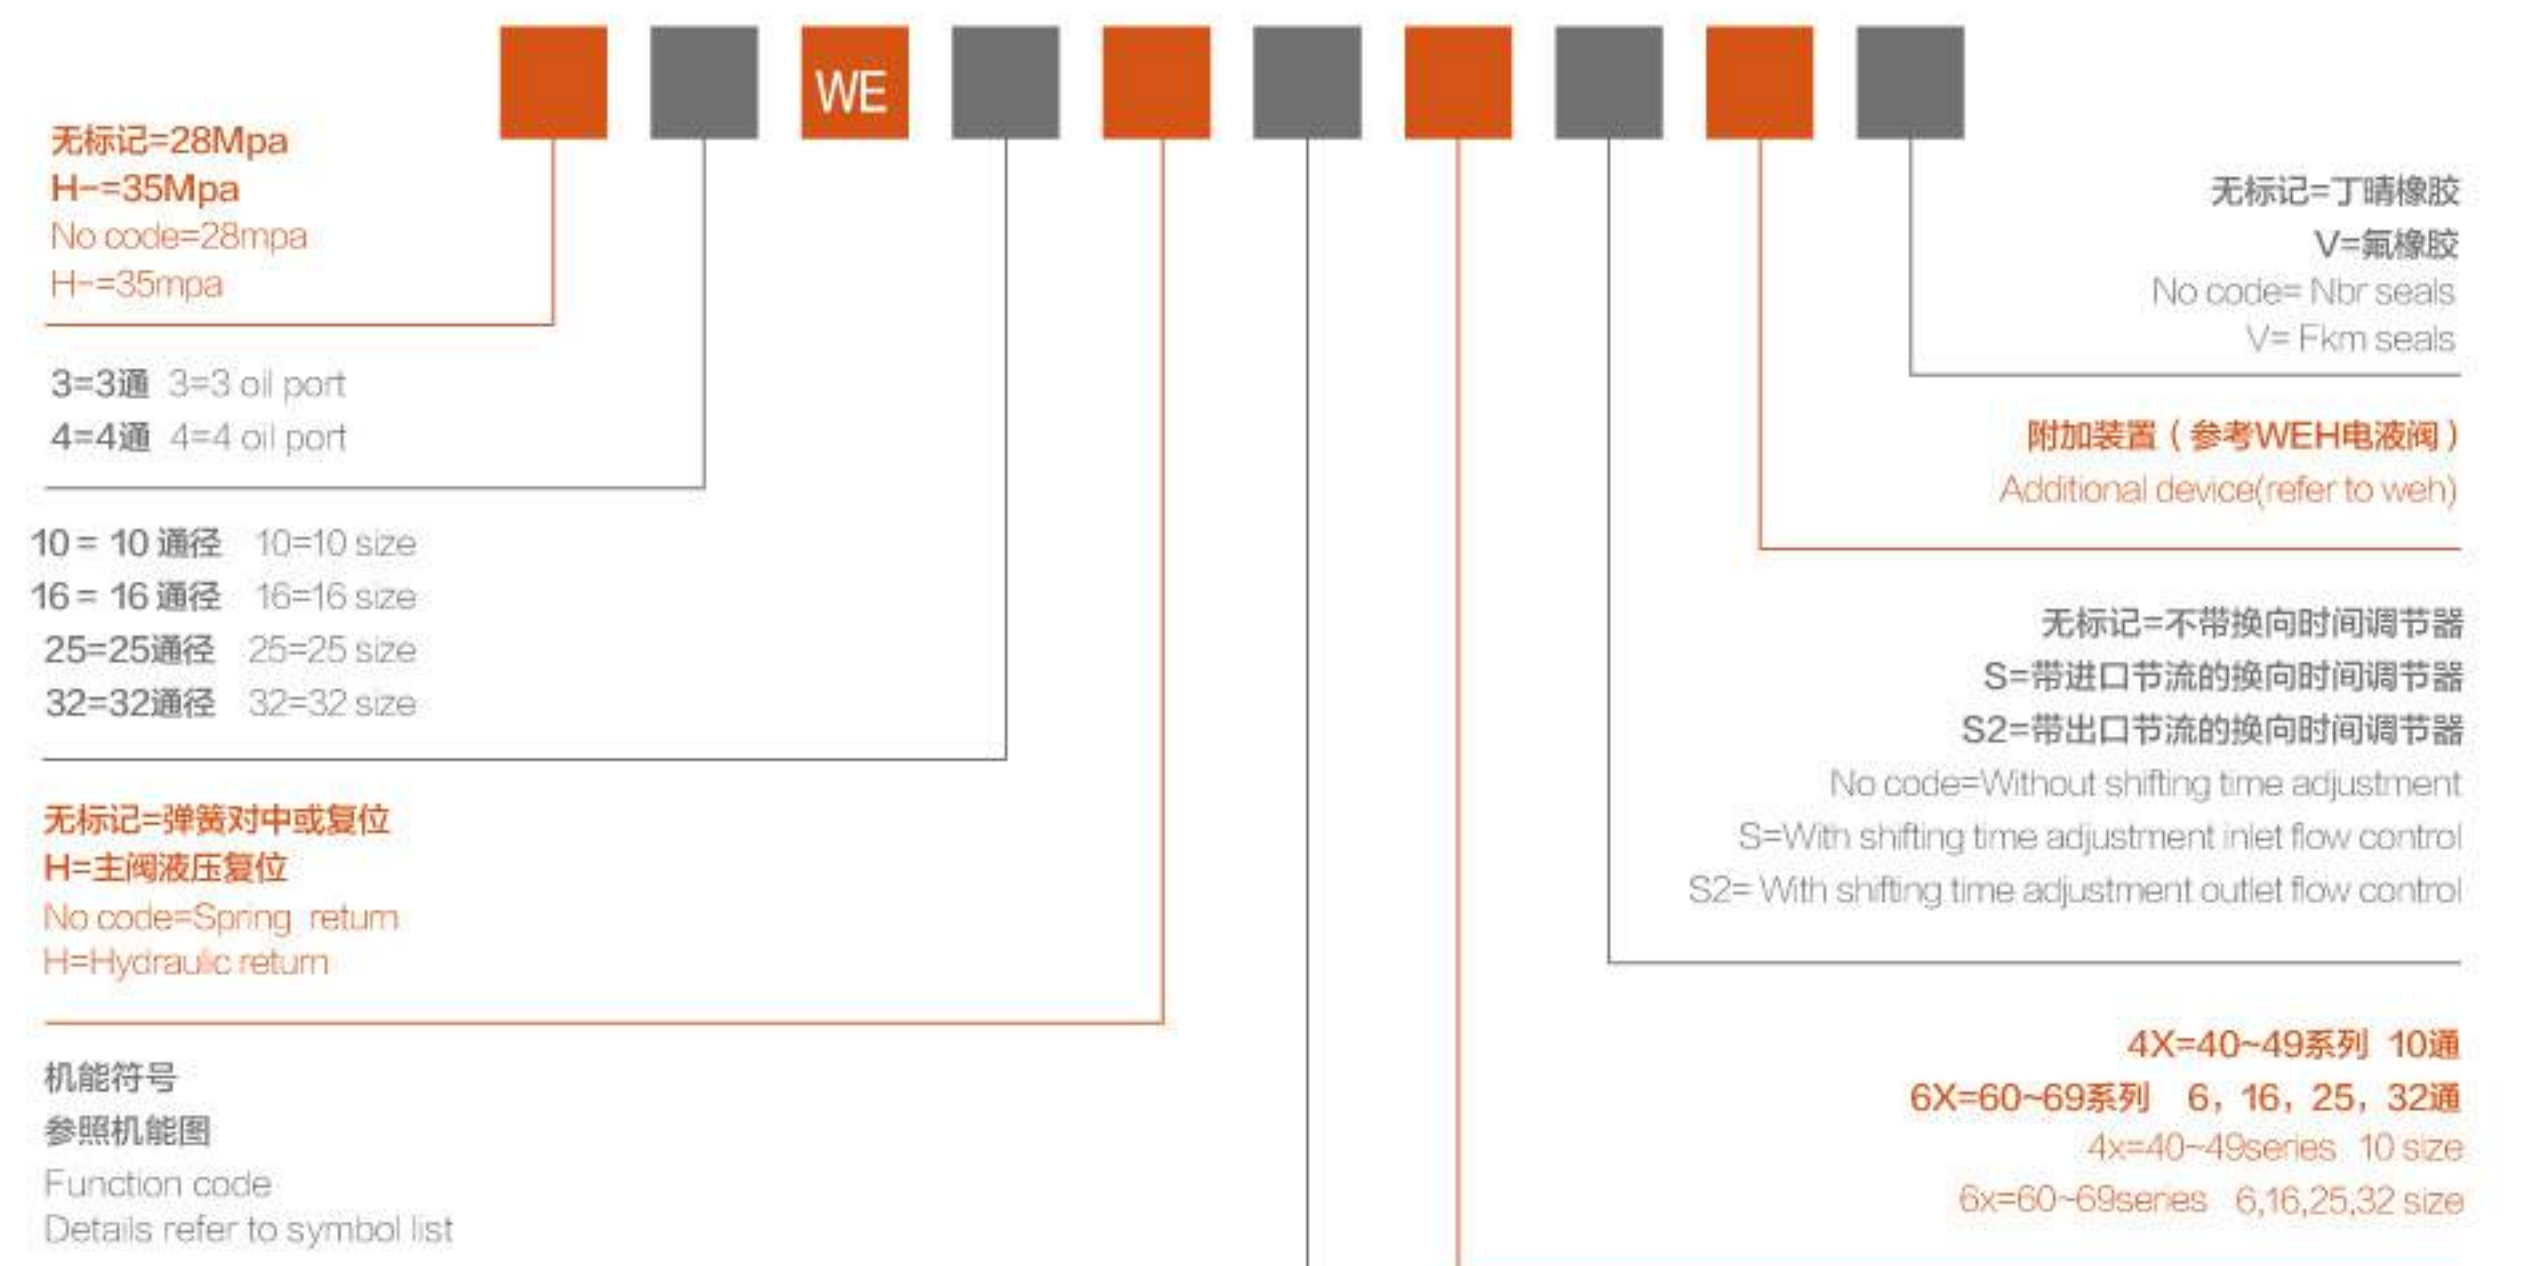 WE
无标记=28Mpa
H-=35Mpa
No code=28mpa
H-=35mpa
3=3通 3=3 oil port
4=4通 4=4 oil port
10 = 10 通径 10=10 size
16 = 16 通径 16=16 size
25=25通径 25=25 size
32=32通径 32=32 size
无标记=弹簧对中或复位
H=主阀液压复位
No code=Spring return
H=Hydraulic return
机能符号
参照机能图
Function code
Details refer to symbol list
无标记=丁晴橡胶
V=氟橡胶
No code= Nbr seals
V= Fkm seals
附加装置（参考WEH电液阀）
Additional device(refer to weh)
无标记=不带换向时间调节器
S=带进口节流的换向时间调节器
S2=带出口节流的换向时间调节器
No code=Without shifting time adjustment
S=With shifting time adjustment inlet flow control
S2= With shifting time adjustment outlet flow control
4X=40~49系列 10通
6X=60~69系列 6，16，25，32通
4x=40~49series 10 size
6x=60~69series 6,16,25,32 size